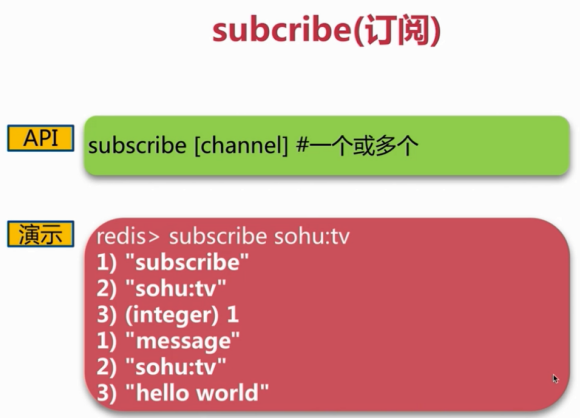 subcribe(订阅)
API
subscribe [channel] #一个或多个
演示
redis> subscribe sohu:tv
1) "subscribe"
2) "sohu:tv"
3) (integer) 1
1) "message"
2) "sohu:tv"
3) "hello world"